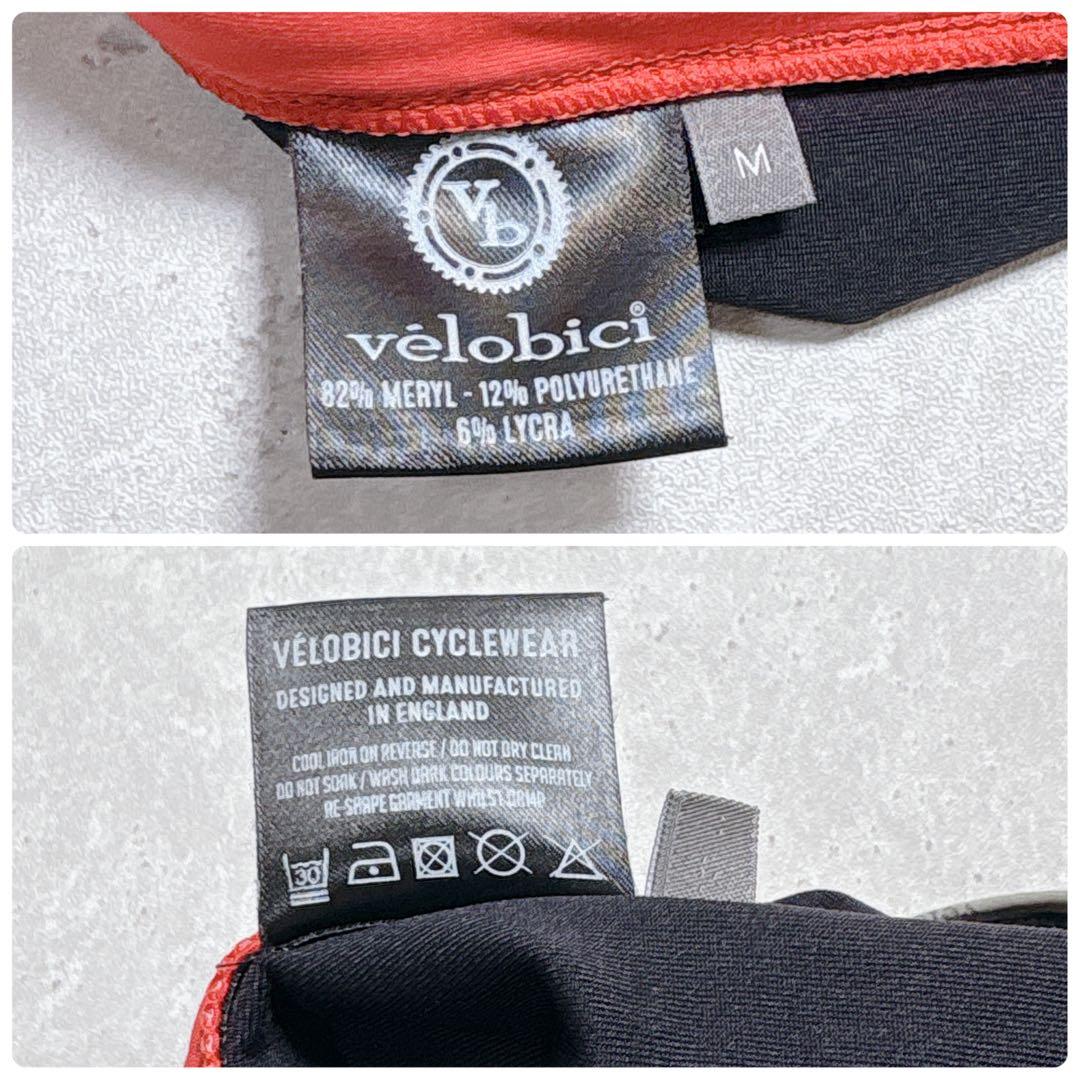 Vb
M
vélobici®
82% MERYL - 12% POLYURETHANE
6% LYCRA
VÉLOBICI CYCLEWEAR
DESIGNED AND MANUFACTURED
IN ENGLAND
COOL IRON ON REVERSE / DO NOT DRY CLEAN
DO NOT SOAK / WASH DARK COLOURS SEPARATELY
RE-SHAPE GARMENT WHILST DAMP
30